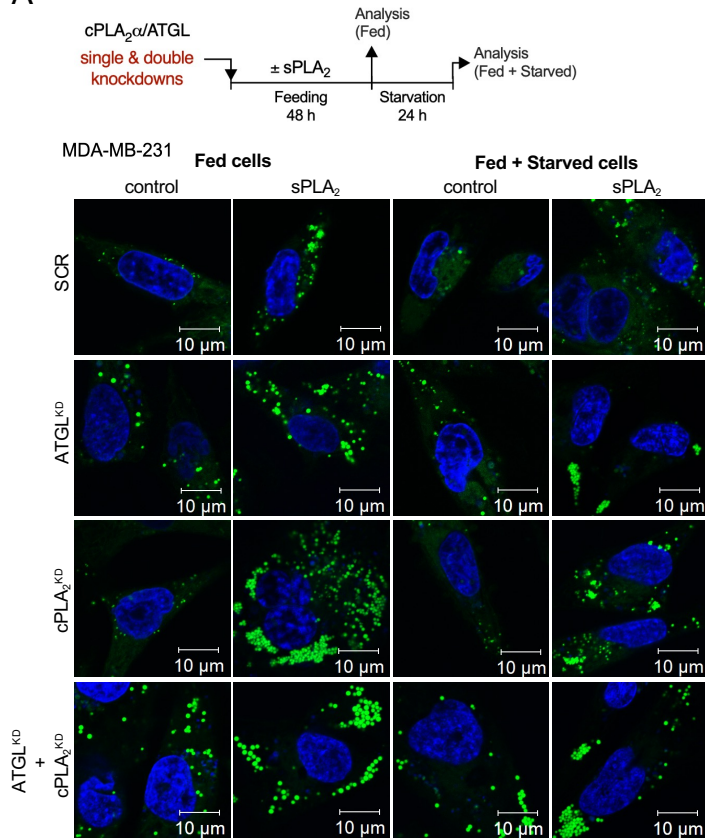 cPLA₂α/ATGL
single & double
knockdowns
± sPLA₂
Feeding
48 h
Analysis
(Fed)
Starvation
24 h
Analysis
(Fed + Starved)
MDA-MB-231
Fed cells
Fed + Starved cells
control
sPLA₂
control
sPLA₂
SCR
10 µm
10 µm
10 µm
10 µm
ATGLᴷᴰ
10 µm
10 µm
10 µm
10 µm
cPLA₂ᴷᴰ
10 µm
10 µm
10 µm
10 µm
ATGLᴷᴰ
+
cPLA₂ᴷᴰ
10 µm
10 µm
10 µm
10 µm